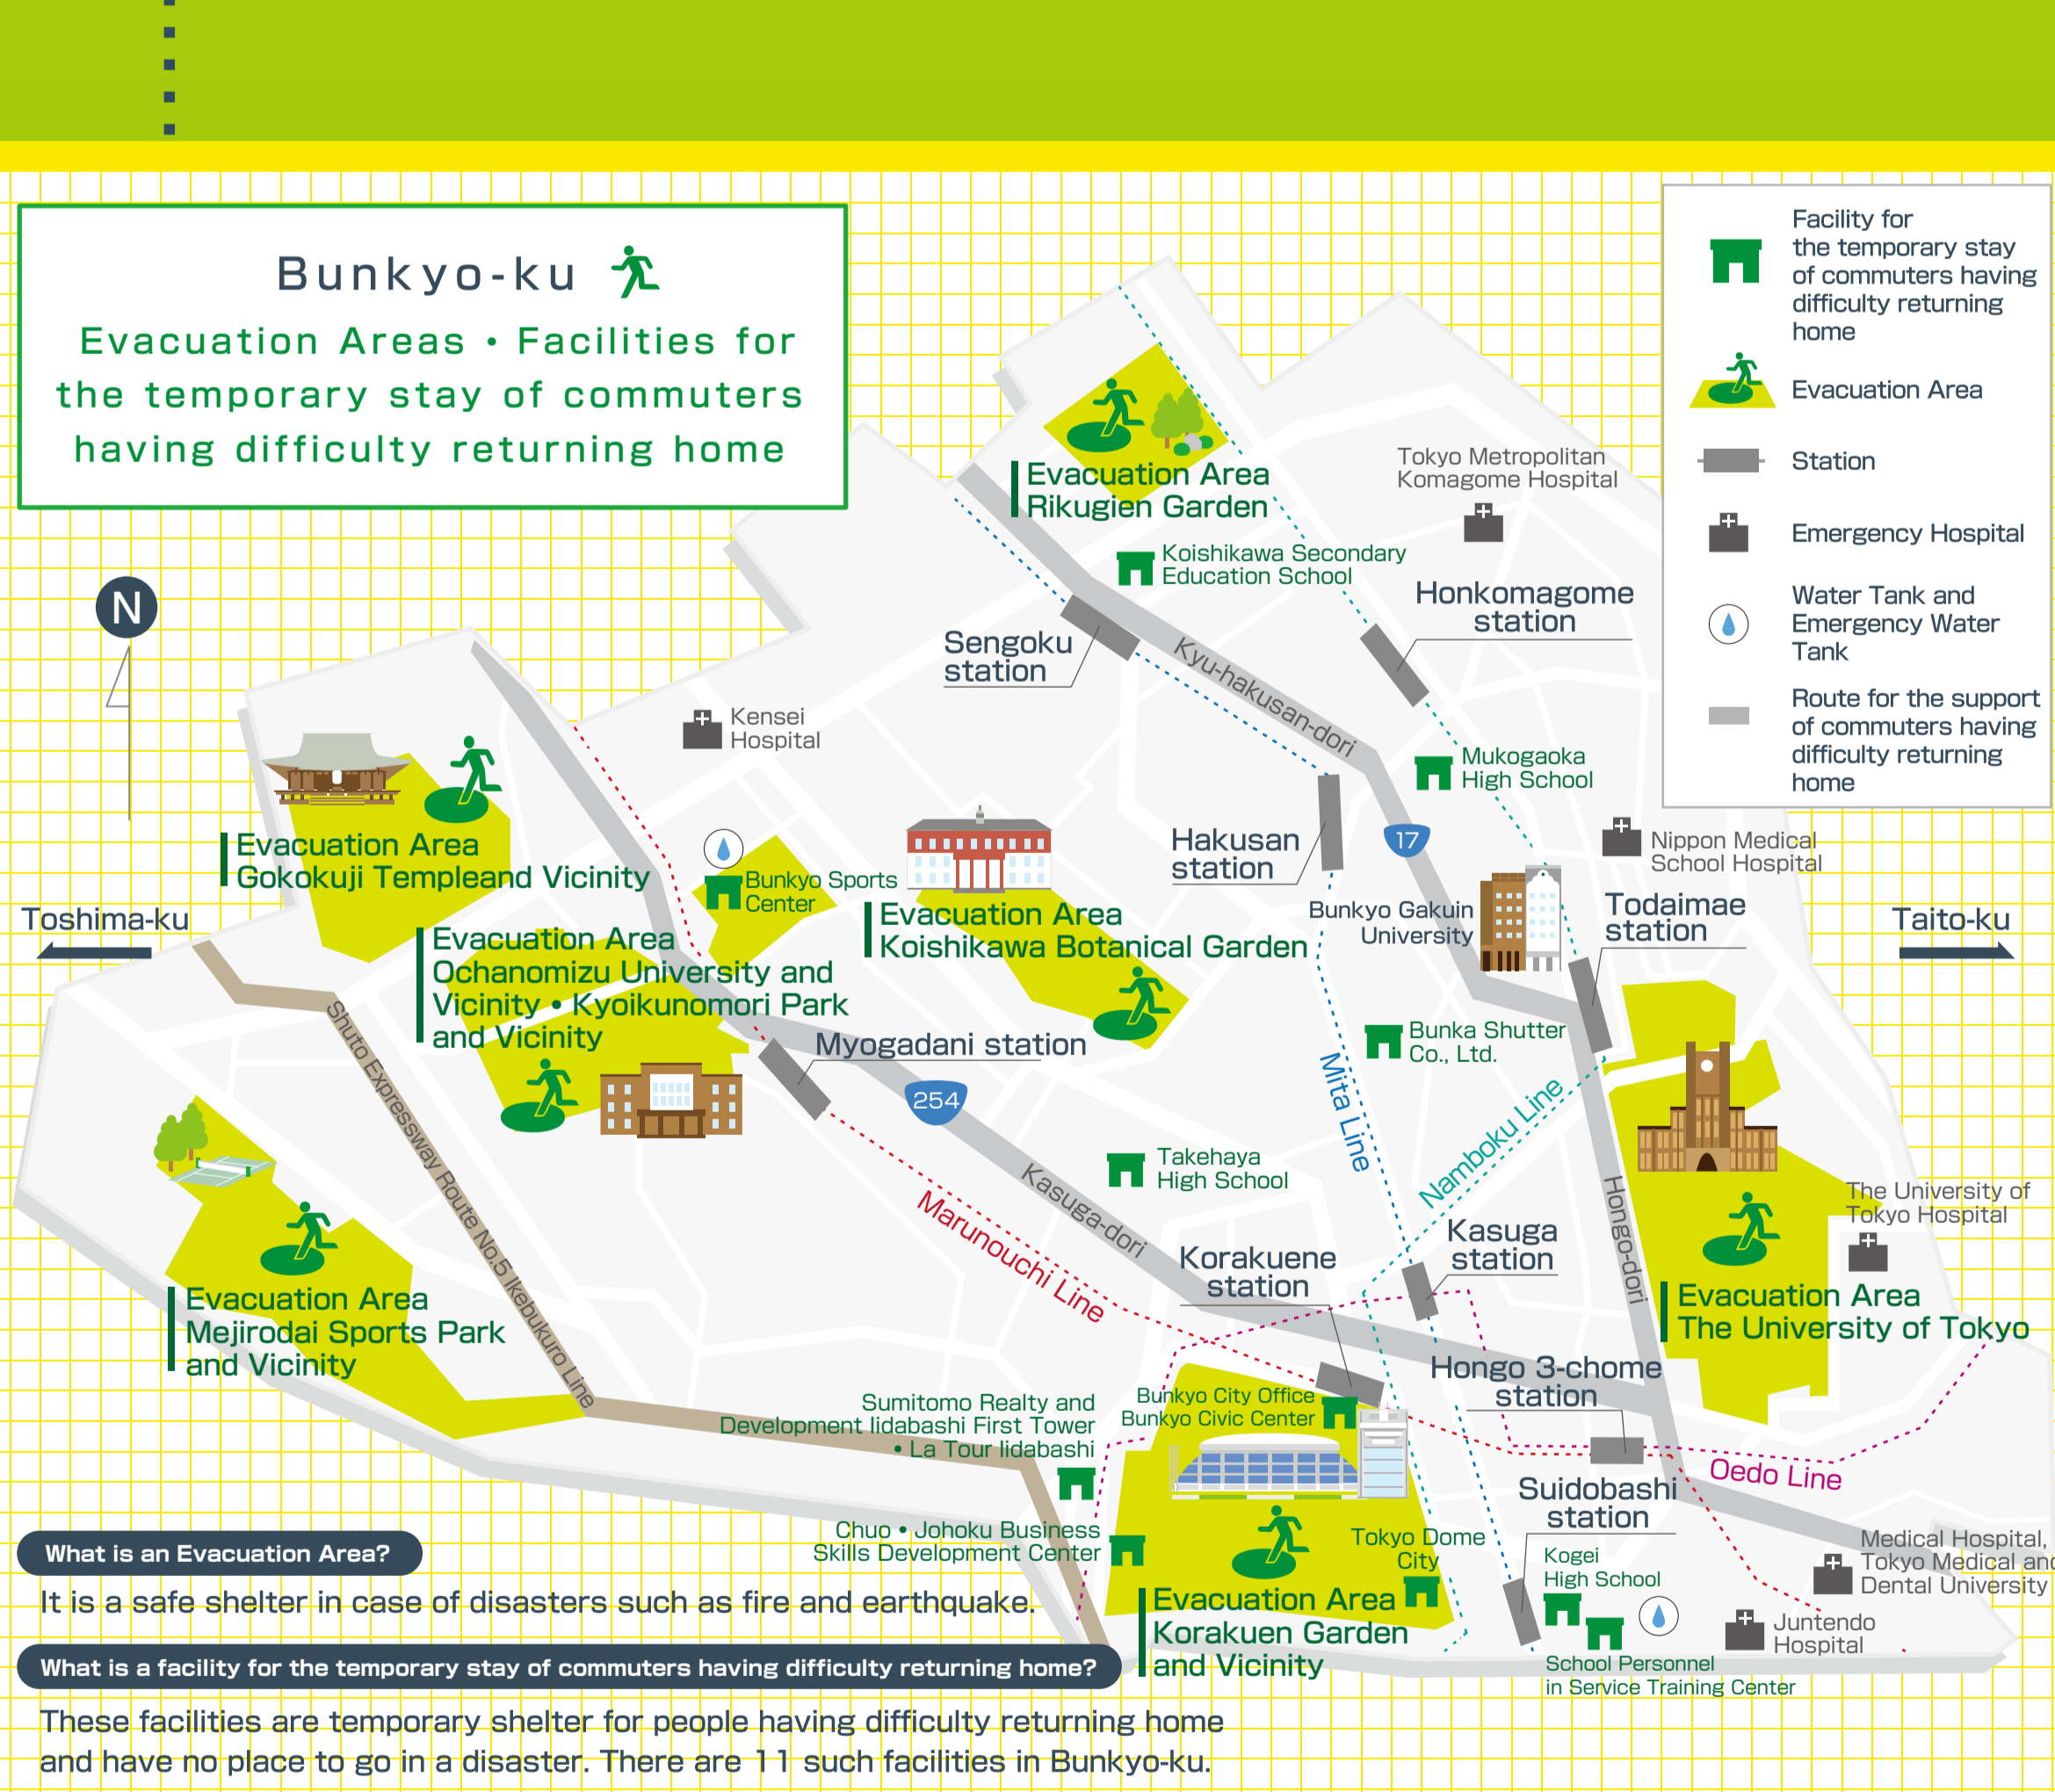 Bunkyo-ku
Evacuation Areas • Facilities for
the temporary stay of commuters
having difficulty returning home
Facility for
the temporary stay
of commuters having
difficulty returning
home
Evacuation Area
Station
Emergency Hospital
Water Tank and
Emergency Water
Tank
Route for the support
of commuters having
difficulty returning
home
N
Evacuation Area
Rikugien Garden
Tokyo Metropolitan
Komagome Hospital
Koishikawa Secondary
Education School
Honkomagome
station
Sengoku
station
Kyu-hakusan-dori
Kensei
Hospital
Mukogaoka
High School
Hakusan
station
17
Nippon Medical
School Hospital
Evacuation Area
Gokokuji Templeand Vicinity
Bunkyo Sports
Center
Evacuation Area
Koishikawa Botanical Garden
Bunkyo Gakuin
University
Todaimae
station
Toshima-ku
Taito-ku
Evacuation Area
Ochanomizu University and
Vicinity • Kyoikunomori Park
and Vicinity
Shuto Expressway Route No.5 Ikebukuro Line
Myogadani station
254
Bunka Shutter
Co., Ltd.
Mita Line
Namboku Line
Takehaya
High School
Kasuga-dori
Marunouchi Line
Hongo-dori
The University of
Tokyo Hospital
Korakuene
station
Kasuga
station
Evacuation Area
Mejirodai Sports Park
and Vicinity
Evacuation Area
The University of Tokyo
Hongo 3-chome
station
Sumitomo Realty and
Development Iidabashi First Tower
• La Tour Iidabashi
Bunkyo City Office
Bunkyo Civic Center
Oedo Line
Suidobashi
station
Chuo • Johoku Business
Skills Development Center
Tokyo Dome
City
Kogei
High School
Medical Hospital,
Tokyo Medical and
Dental University
Evacuation Area
Korakuen Garden
and Vicinity
Juntendo
Hospital
School Personnel
in Service Training Center
What is an Evacuation Area?
It is a safe shelter in case of disasters such as fire and earthquake.
What is a facility for the temporary stay of commuters having difficulty returning home?
These facilities are temporary shelter for people having difficulty returning home
and have no place to go in a disaster. There are 11 such facilities in Bunkyo-ku.